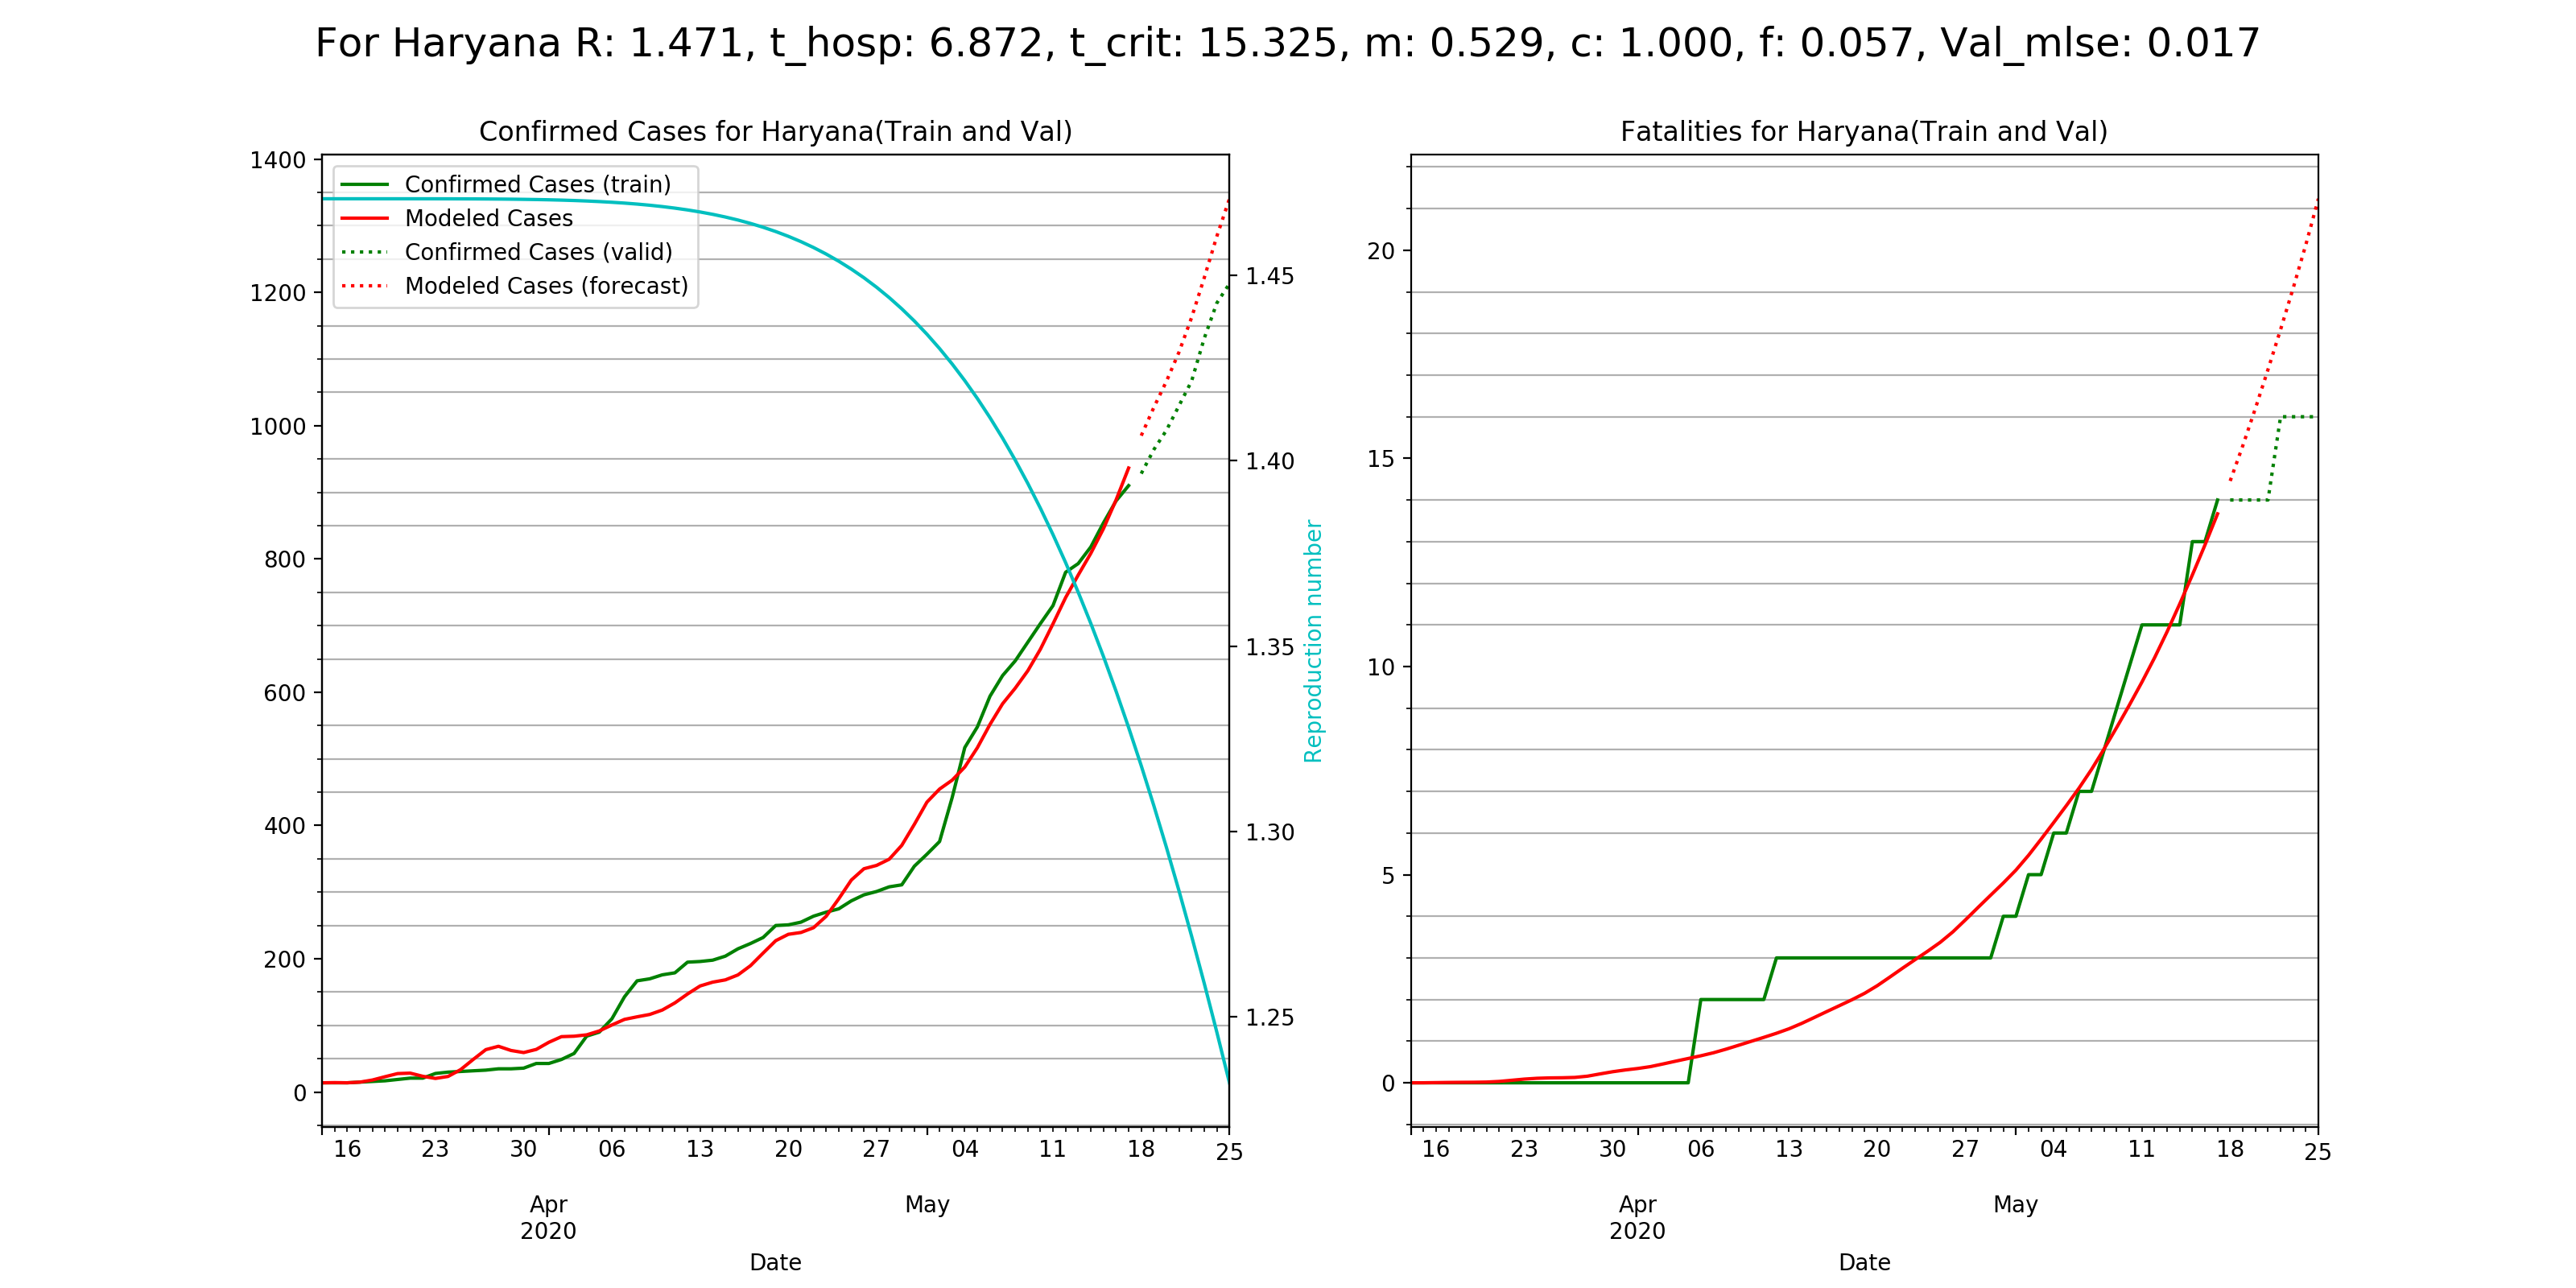 For Haryana R: 1.471, t_hosp: 6.872, t_crit: 15.325, m: 0.529, c: 1.000, f: 0.057, Val_mlse: 0.017
Confirmed Cases for Haryana(Train and Val)
Confirmed Cases (train)
Modeled Cases
Confirmed Cases (valid)
Modeled Cases (forecast)
1400
1200
1000
800
600
400
200
0
1.45
1.40
1.35
1.30
1.25
Reproduction number
16 23 30 06 13 20 27 04 11 18 25
Apr May
2020
Date
Fatalities for Haryana(Train and Val)
20
15
10
5
0
16 23 30 06 13 20 27 04 11 18 25
Apr May
2020
Date